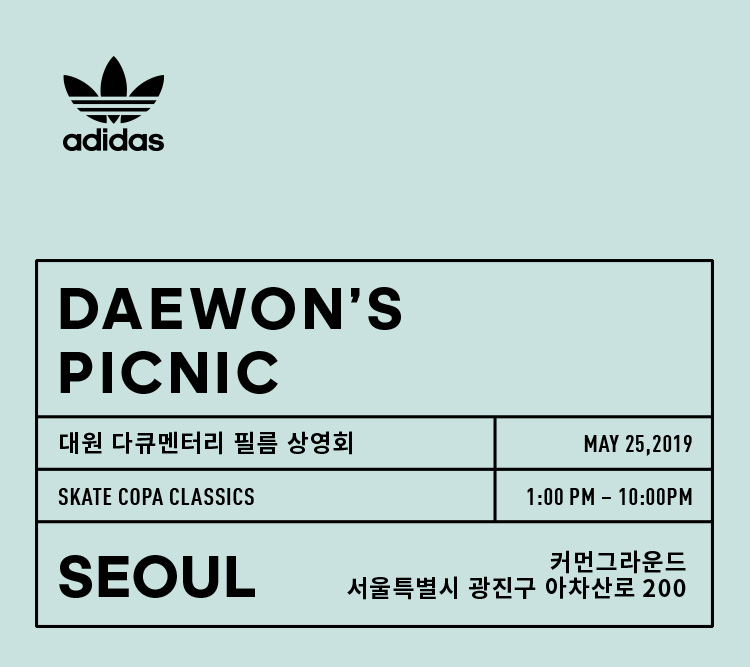 adidas
DAEWON'S
PICNIC
대원 다큐멘터리 필름 상영회
MAY 25,2019
SKATE COPA CLASSICS
1:00 PM – 10:00PM
SEOUL
커먼그라운드
서울특별시 광진구 아차산로 200